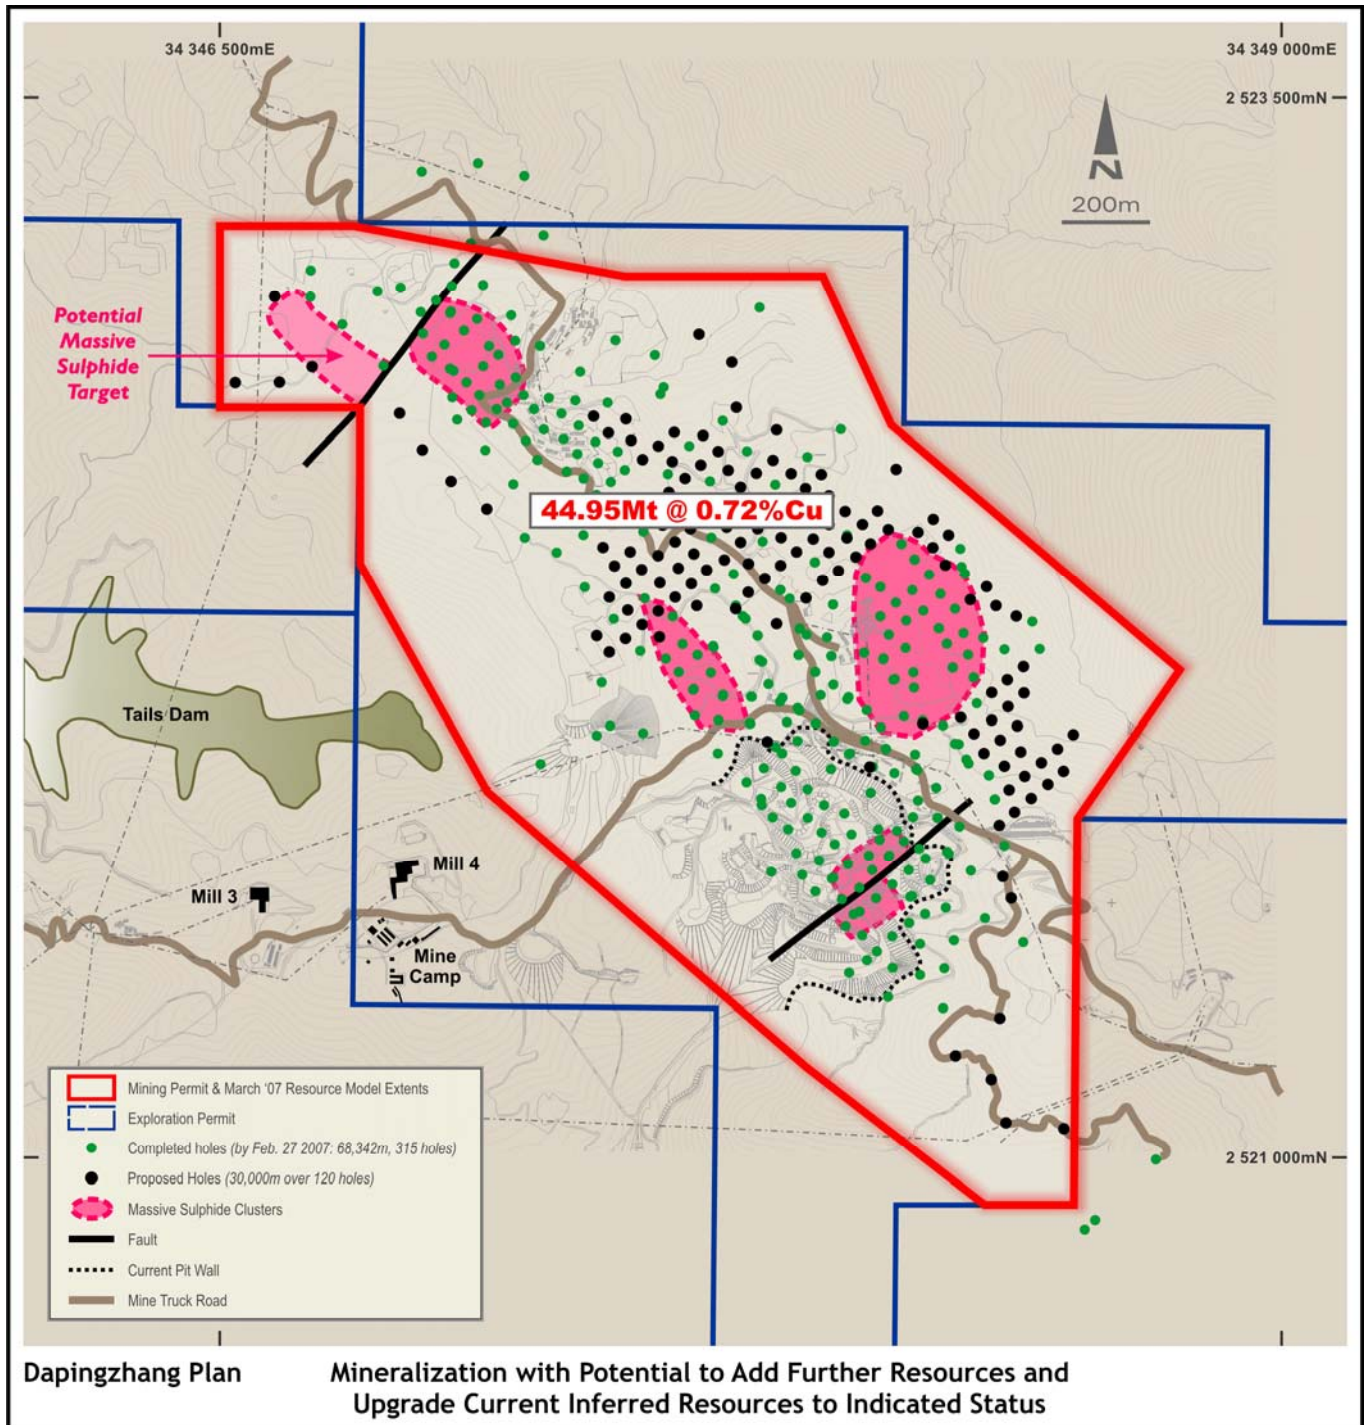 34 346 500mE
34 349 000mE
2 523 500mN
N
200m
Potential
Massive
Sulphide
Target
44.95Mt @ 0.72%Cu
Tails Dam
Mill 4
Mill 3
Mine
Camp
Mining Permit & March '07 Resource Model Extents
Exploration Permit
Completed holes (by Feb. 27 2007: 68,342m, 315 holes)
Proposed Holes (30,000m over 120 holes)
Massive Sulphide Clusters
Fault
Current Pit Wall
Mine Truck Road
2 521 000mN
Dapingzhang Plan
Mineralization with Potential to Add Further Resources and
Upgrade Current Inferred Resources to Indicated Status